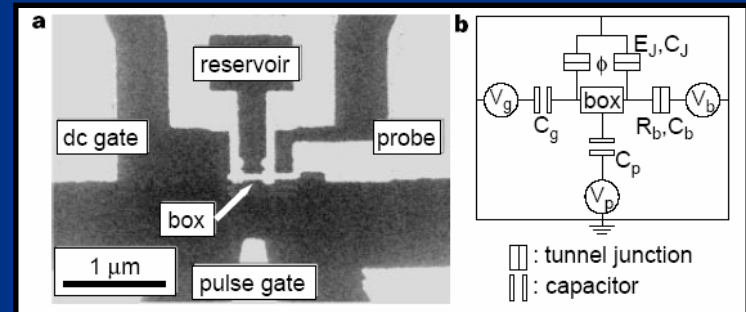 a
reservoir
dc gate
probe
box
1 μm
pulse gate
b
E_J,C_J
ϕ
V_g
box
V_b
C_g
R_b,C_b
C_p
V_p
: tunnel junction
: capacitor